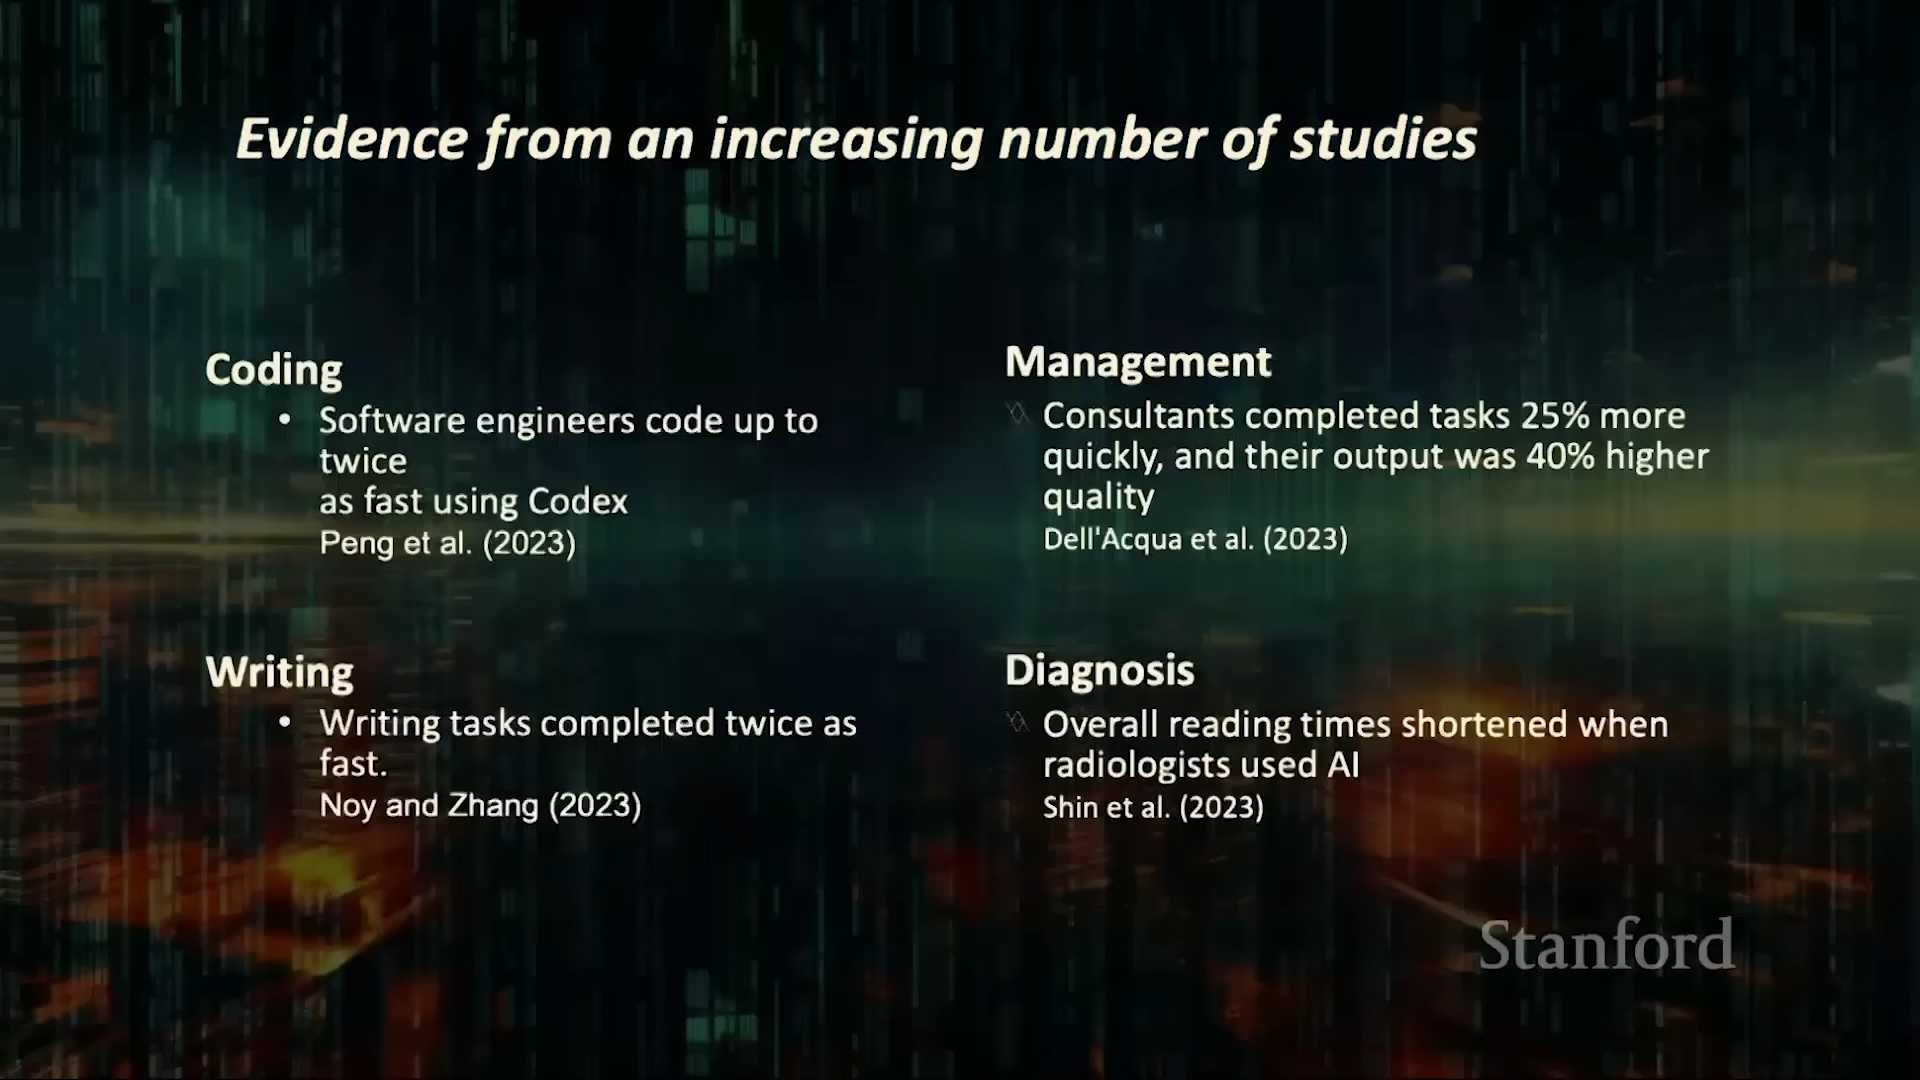 Evidence from an increasing number of studies
Coding
• Software engineers code up to
twice
as fast using Codex
Peng et al. (2023)
Writing
• Writing tasks completed twice as
fast.
Noy and Zhang (2023)
Management
Consultants completed tasks 25% more
quickly, and their output was 40% higher
quality
Dell'Acqua et al. (2023)
Diagnosis
Overall reading times shortened when
radiologists used AI
Shin et al. (2023)
Stanford